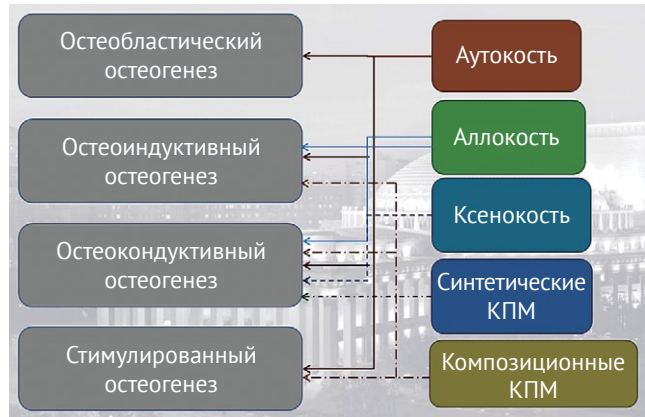 Остеобластический
остеогенез
Остеоиндуктивный
остеогенез
Остеокондуктивный
остеогенез
Стимулированный
остеогенез
Аутокость
Аллокость
Ксенокость
Синтетические
КПМ
Композиционные
КПМ